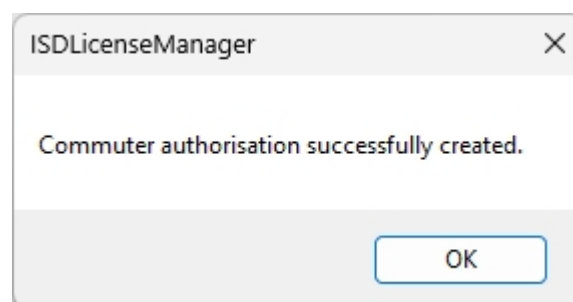 ISDLicenseManager
Commuter authorisation successfully created.
OK